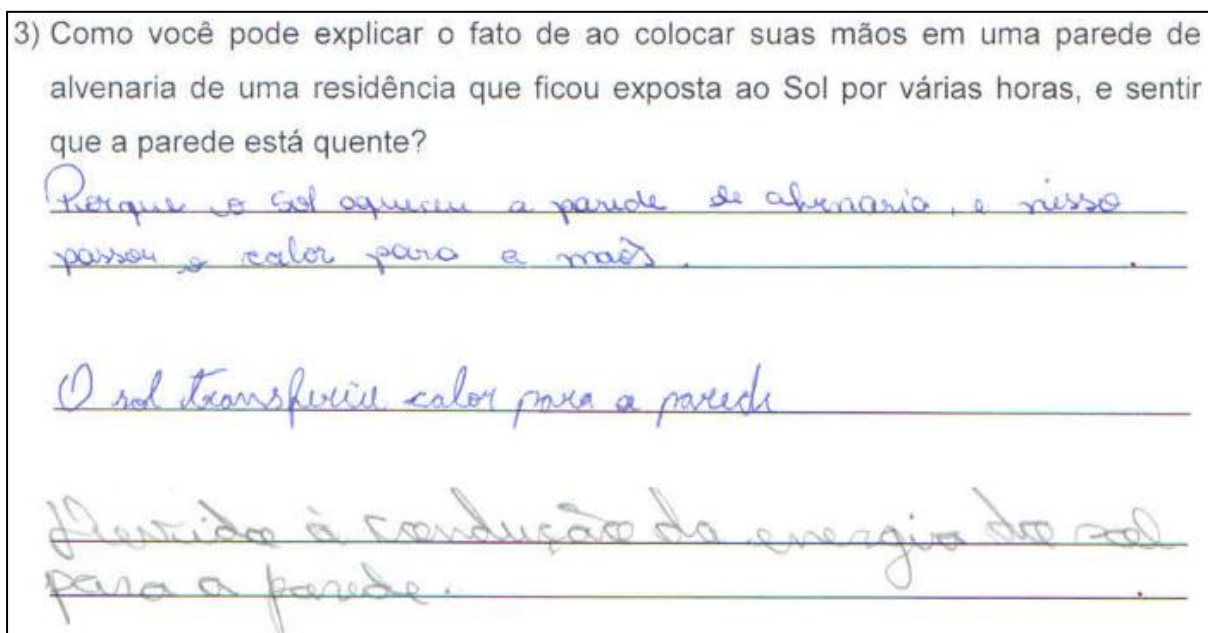 3) Como você pode explicar o fato de ao colocar suas mãos em uma parede de
alvenaria de uma residência que ficou exposta ao Sol por várias horas, e sentir
que a parede está quente?
Porque o sol aqueceu a parede de alvenaria, e nisso
passou o calor para a maõs.
O sol transferiu calor para a parede
Devido à condução da energia do sol
para a parede.